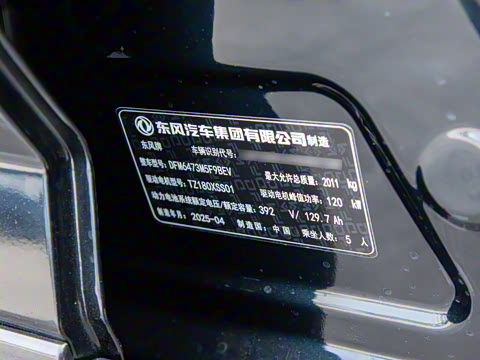 东风汽车集团有限公司制造
东风牌 车辆识别代号:
整车型号: DFM6473M5F9BEV 最大允许总质量: 2011 kg
驱动电机型号: TZ180XSS01 驱动电机峰值功率: 120 kW
动力电池系统额定电压/额定容量: 392 V/ 129.7 Ah
制造年月: 2025-04 制造国: 中国 乘坐人数: 5 人